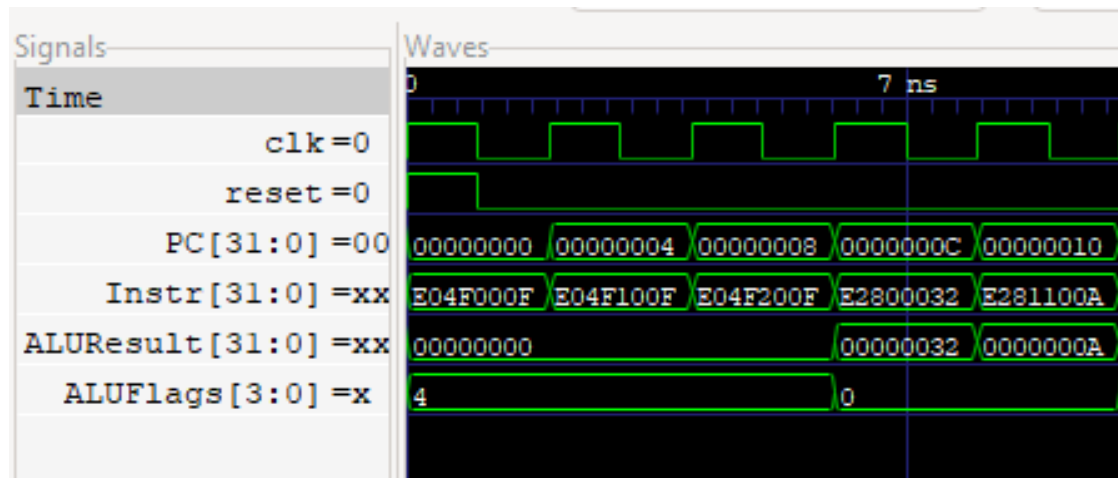 Signals
Waves
Time
0
7 ns
clk=0
reset=0
PC[31:0]=00
00000000 00000004 00000008 0000000C 00000010
Instr[31:0]=xx
E04F000F E04F100F E04F200F E2800032 E281100A
ALUResult[31:0]=xx
00000000 00000032 0000000A
ALUFlags[3:0]=x
4 0